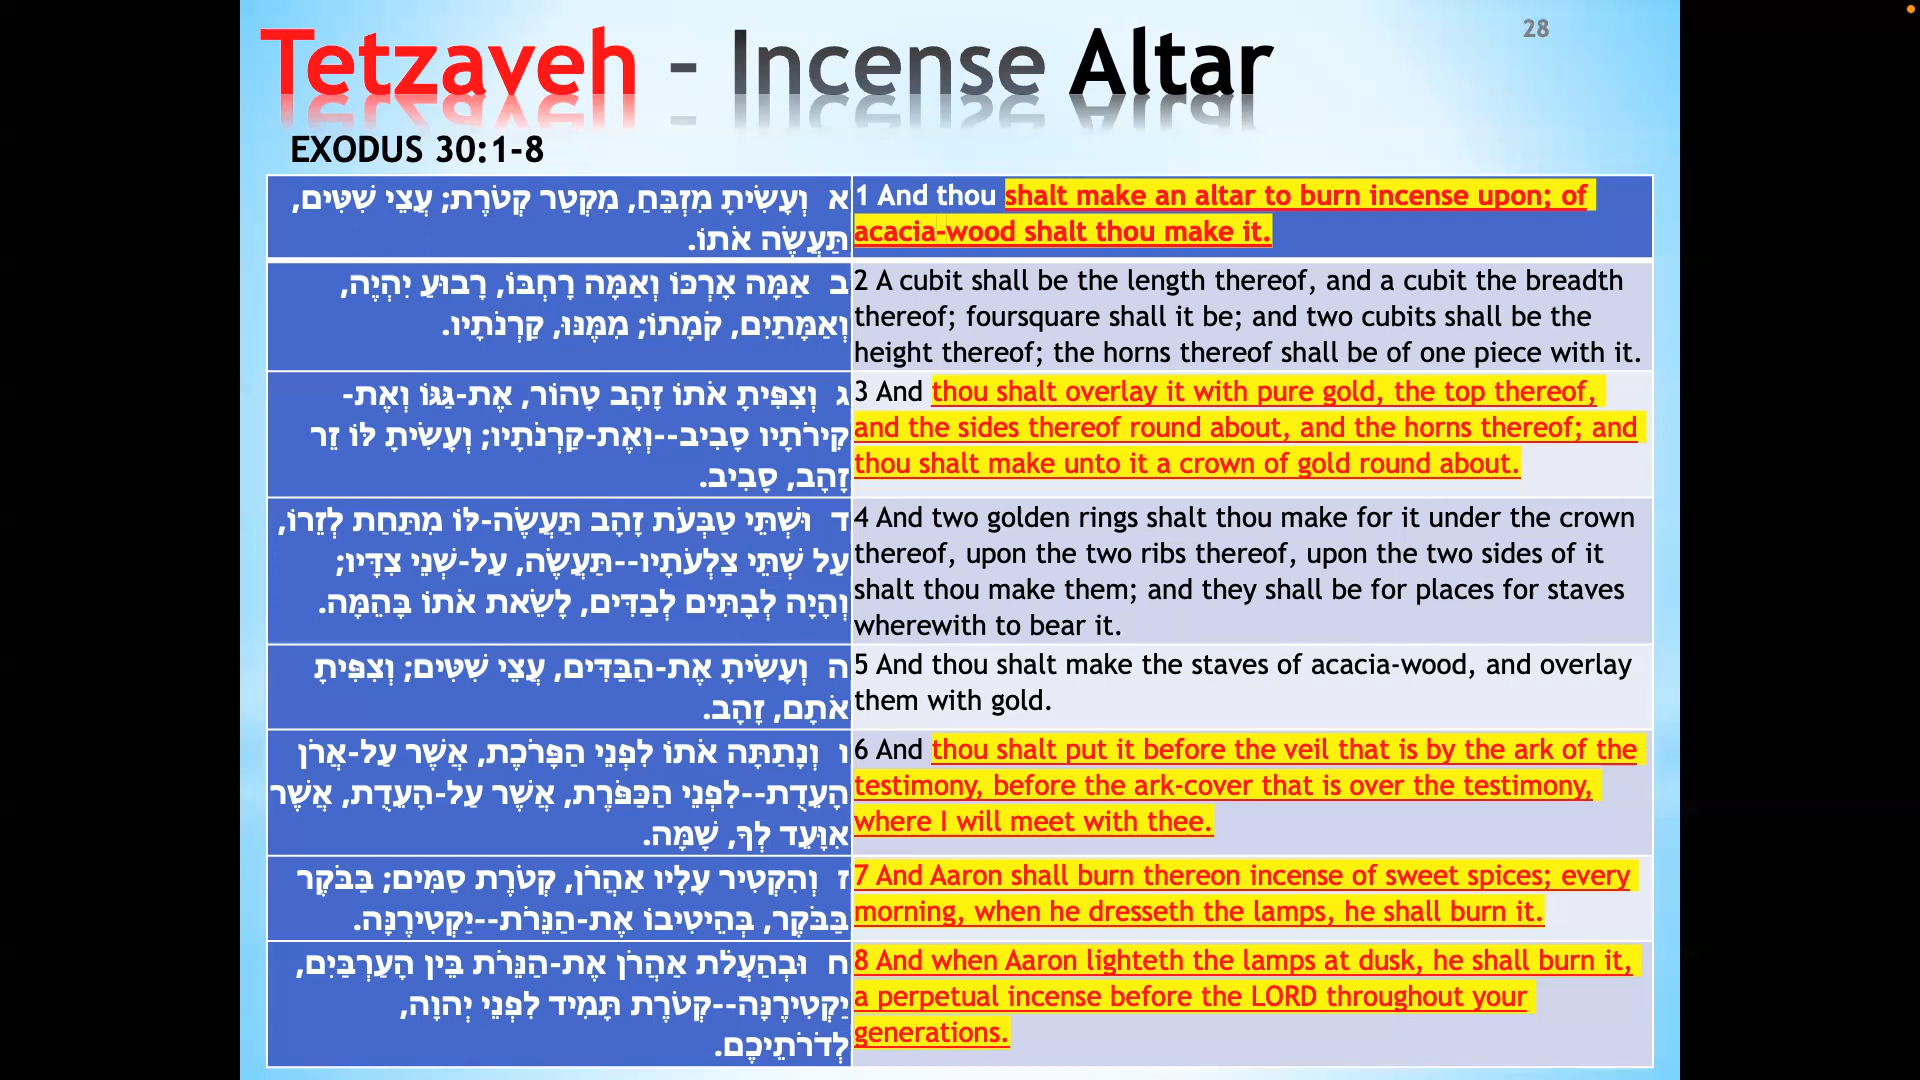 Tetzaveh - Incense Altar
28
EXODUS 30:1-8
א וְעָשִׂיתָ מִזְבֵּחַ, מִקְטַר קְטֹרֶת; עֲצֵי שִׁטִּים,
תַּעֲשֶׂה אֹתוֹ.
1 And thou shalt make an altar to burn incense upon; of
acacia-wood shalt thou make it.
ב אַמָּה אָרְכּוֹ וְאַמָּה רָחְבּוֹ, רָבוּעַ יִהְיֶה,
וְאַמָּתַיִם, קֹמָתוֹ; מִמֶּנּוּ, קַרְנֹתָיו.
2 A cubit shall be the length thereof, and a cubit the breadth
thereof; foursquare shall it be; and two cubits shall be the
height thereof; the horns thereof shall be of one piece with it.
ג וְצִפִּיתָ אֹתוֹ זָהָב טָהוֹר, אֶת-גַּגּוֹ וְאֶת-
קִירֹתָיו סָבִיב--וְאֶת-קַרְנֹתָיו; וְעָשִׂיתָ לּוֹ זֵר
זָהָב, סָבִיב.
3 And thou shalt overlay it with pure gold, the top thereof,
and the sides thereof round about, and the horns thereof; and
thou shalt make unto it a crown of gold round about.
ד וּשְׁתֵּי טַבְּעֹת זָהָב תַּעֲשֶׂה-לּוֹ מִתַּחַת לְזֵרוֹ,
עַל שְׁתֵּי צַלְעֹתָיו--תַּעֲשֶׂה, עַל-שְׁנֵי צִדָּיו;
וְהָיָה לְבָתִּים לְבַדִּים, לָשֵׂאת אֹתוֹ בָּהֵמָּה.
4 And two golden rings shalt thou make for it under the crown
thereof, upon the two ribs thereof, upon the two sides of it
shalt thou make them; and they shall be for places for staves
wherewith to bear it.
ה וְעָשִׂיתָ אֶת-הַבַּדִּים, עֲצֵי שִׁטִּים; וְצִפִּיתָ
אֹתָם, זָהָב.
5 And thou shalt make the staves of acacia-wood, and overlay
them with gold.
ו וְנָתַתָּה אֹתוֹ לִפְנֵי הַפָּרֹכֶת, אֲשֶׁר עַל-אֲרֹן
הָעֵדֻת--לִפְנֵי הַכַּפֹּרֶת, אֲשֶׁר עַל-הָעֵדֻת, אֲשֶׁר
אִוָּעֵד לְךָ, שָׁמָּה.
6 And thou shalt put it before the veil that is by the ark of the
testimony, before the ark-cover that is over the testimony,
where I will meet with thee.
ז וְהִקְטִיר עָלָיו אַהֲרֹן, קְטֹרֶת סַמִּים; בַּבֹּקֶר
בַּבֹּקֶר, בְּהֵיטִיבוֹ אֶת-הַנֵּרֹת--יַקְטִירֶנָּה.
7 And Aaron shall burn thereon incense of sweet spices; every
morning, when he dresseth the lamps, he shall burn it.
ח וּבְהַעֲלֹת אַהֲרֹן אֶת-הַנֵּרֹת בֵּין הָעַרְבַּיִם,
יַקְטִירֶנָּה--קְטֹרֶת תָּמִיד לִפְנֵי יְהוָה,
לְדֹרֹתֵיכֶם.
8 And when Aaron lighteth the lamps at dusk, he shall burn it,
a perpetual incense before the LORD throughout your
generations.